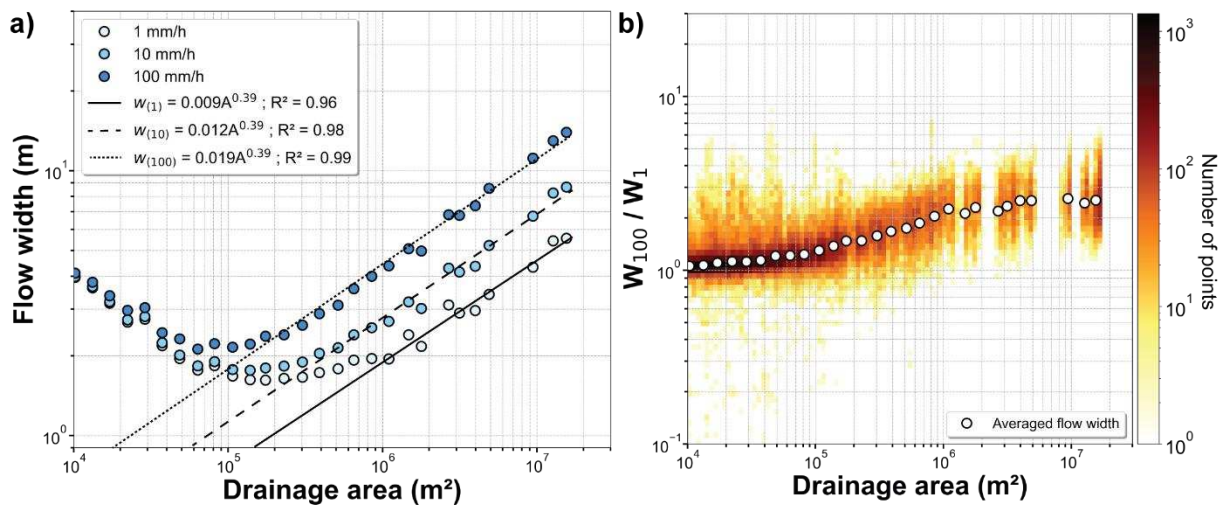 a)
1 mm/h
10 mm/h
100 mm/h
w(1) = 0.009A^0.39 ; R² = 0.96
w(10) = 0.012A^0.39 ; R² = 0.98
w(100) = 0.019A^0.39 ; R² = 0.99
Flow width (m)
10^1
10^0
10^4 10^5 10^6 10^7
Drainage area (m²)
b)
W100 / W1
10^1
10^0
10^-1
10^4 10^5 10^6 10^7
Drainage area (m²)
Averaged flow width
Number of points
10^3
10^2
10^1
10^0